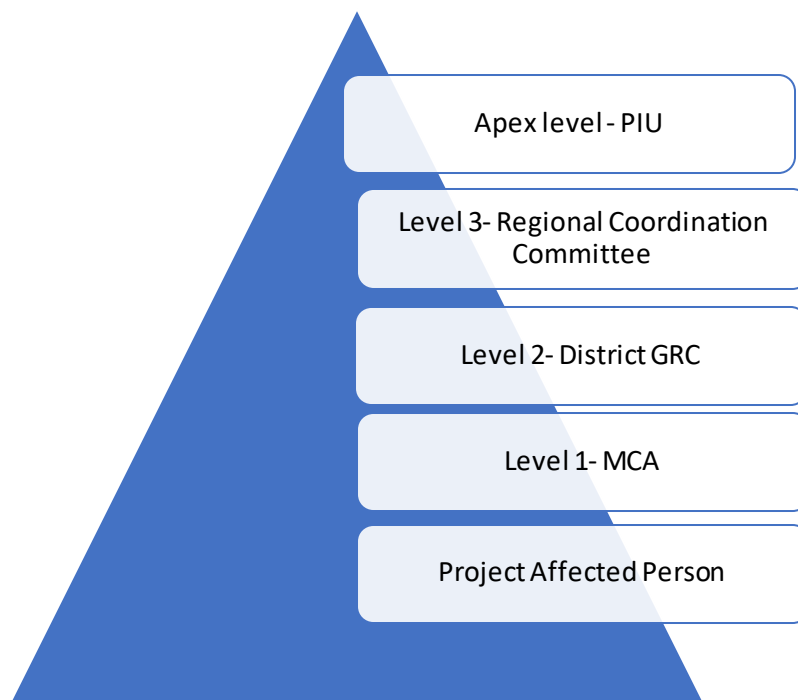 Apex level - PIU
Level 3- Regional Coordination
Committee
Level 2- District GRC
Level 1- MCA
Project Affected Person